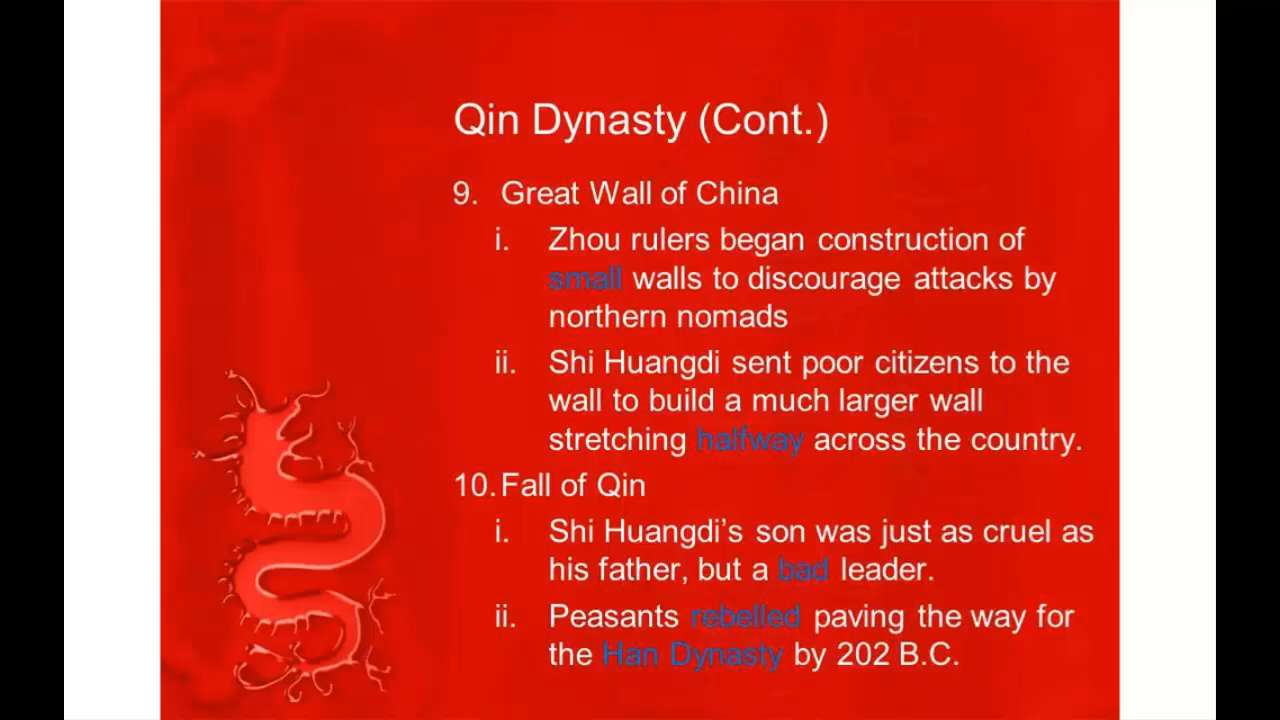 Qin Dynasty (Cont.)
9. Great Wall of China
i. Zhou rulers began construction of
small walls to discourage attacks by
northern nomads
ii. Shi Huangdi sent poor citizens to the
wall to build a much larger wall
stretching halfway across the country.
10. Fall of Qin
i. Shi Huangdi’s son was just as cruel as
his father, but a bad leader.
ii. Peasants rebelled paving the way for
the Han Dynasty by 202 B.C.